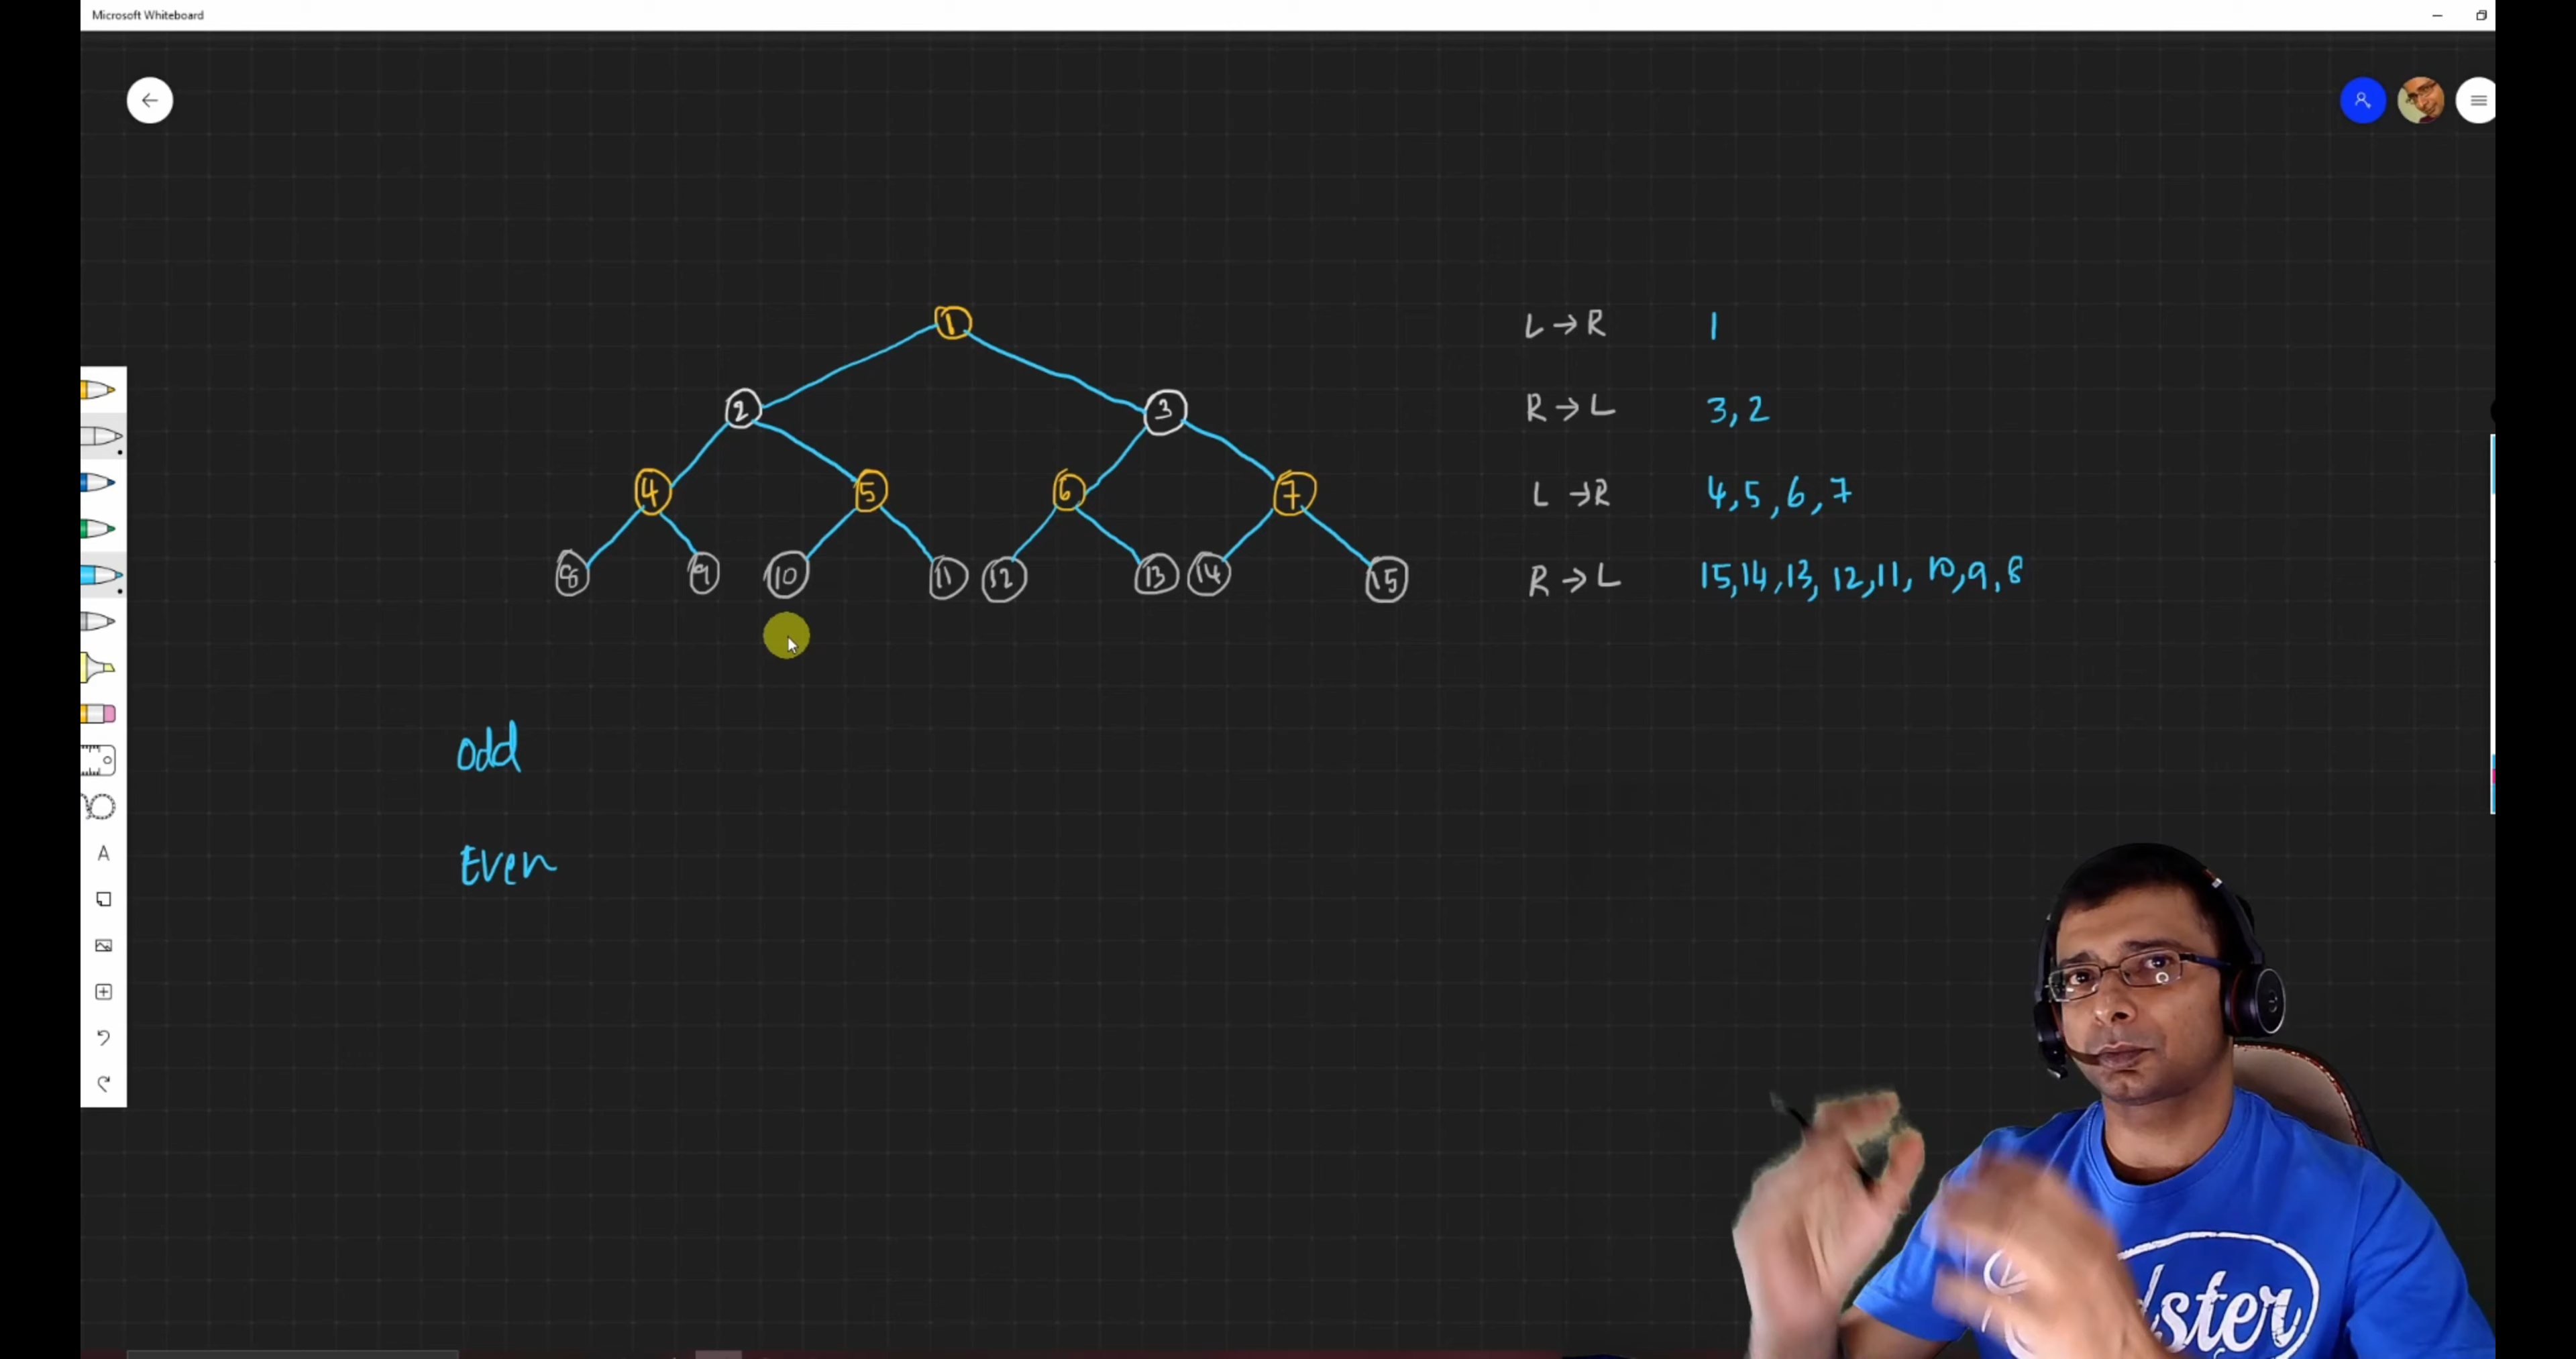 Microsoft Whiteboard
1
L → R 1
2 3
R → L 3, 2
4 5 6 7
L → R 4, 5, 6, 7
8 9 10 11 12 13 14 15
R → L 15, 14, 13, 12, 11, 10, 9, 8
odd
Even
A